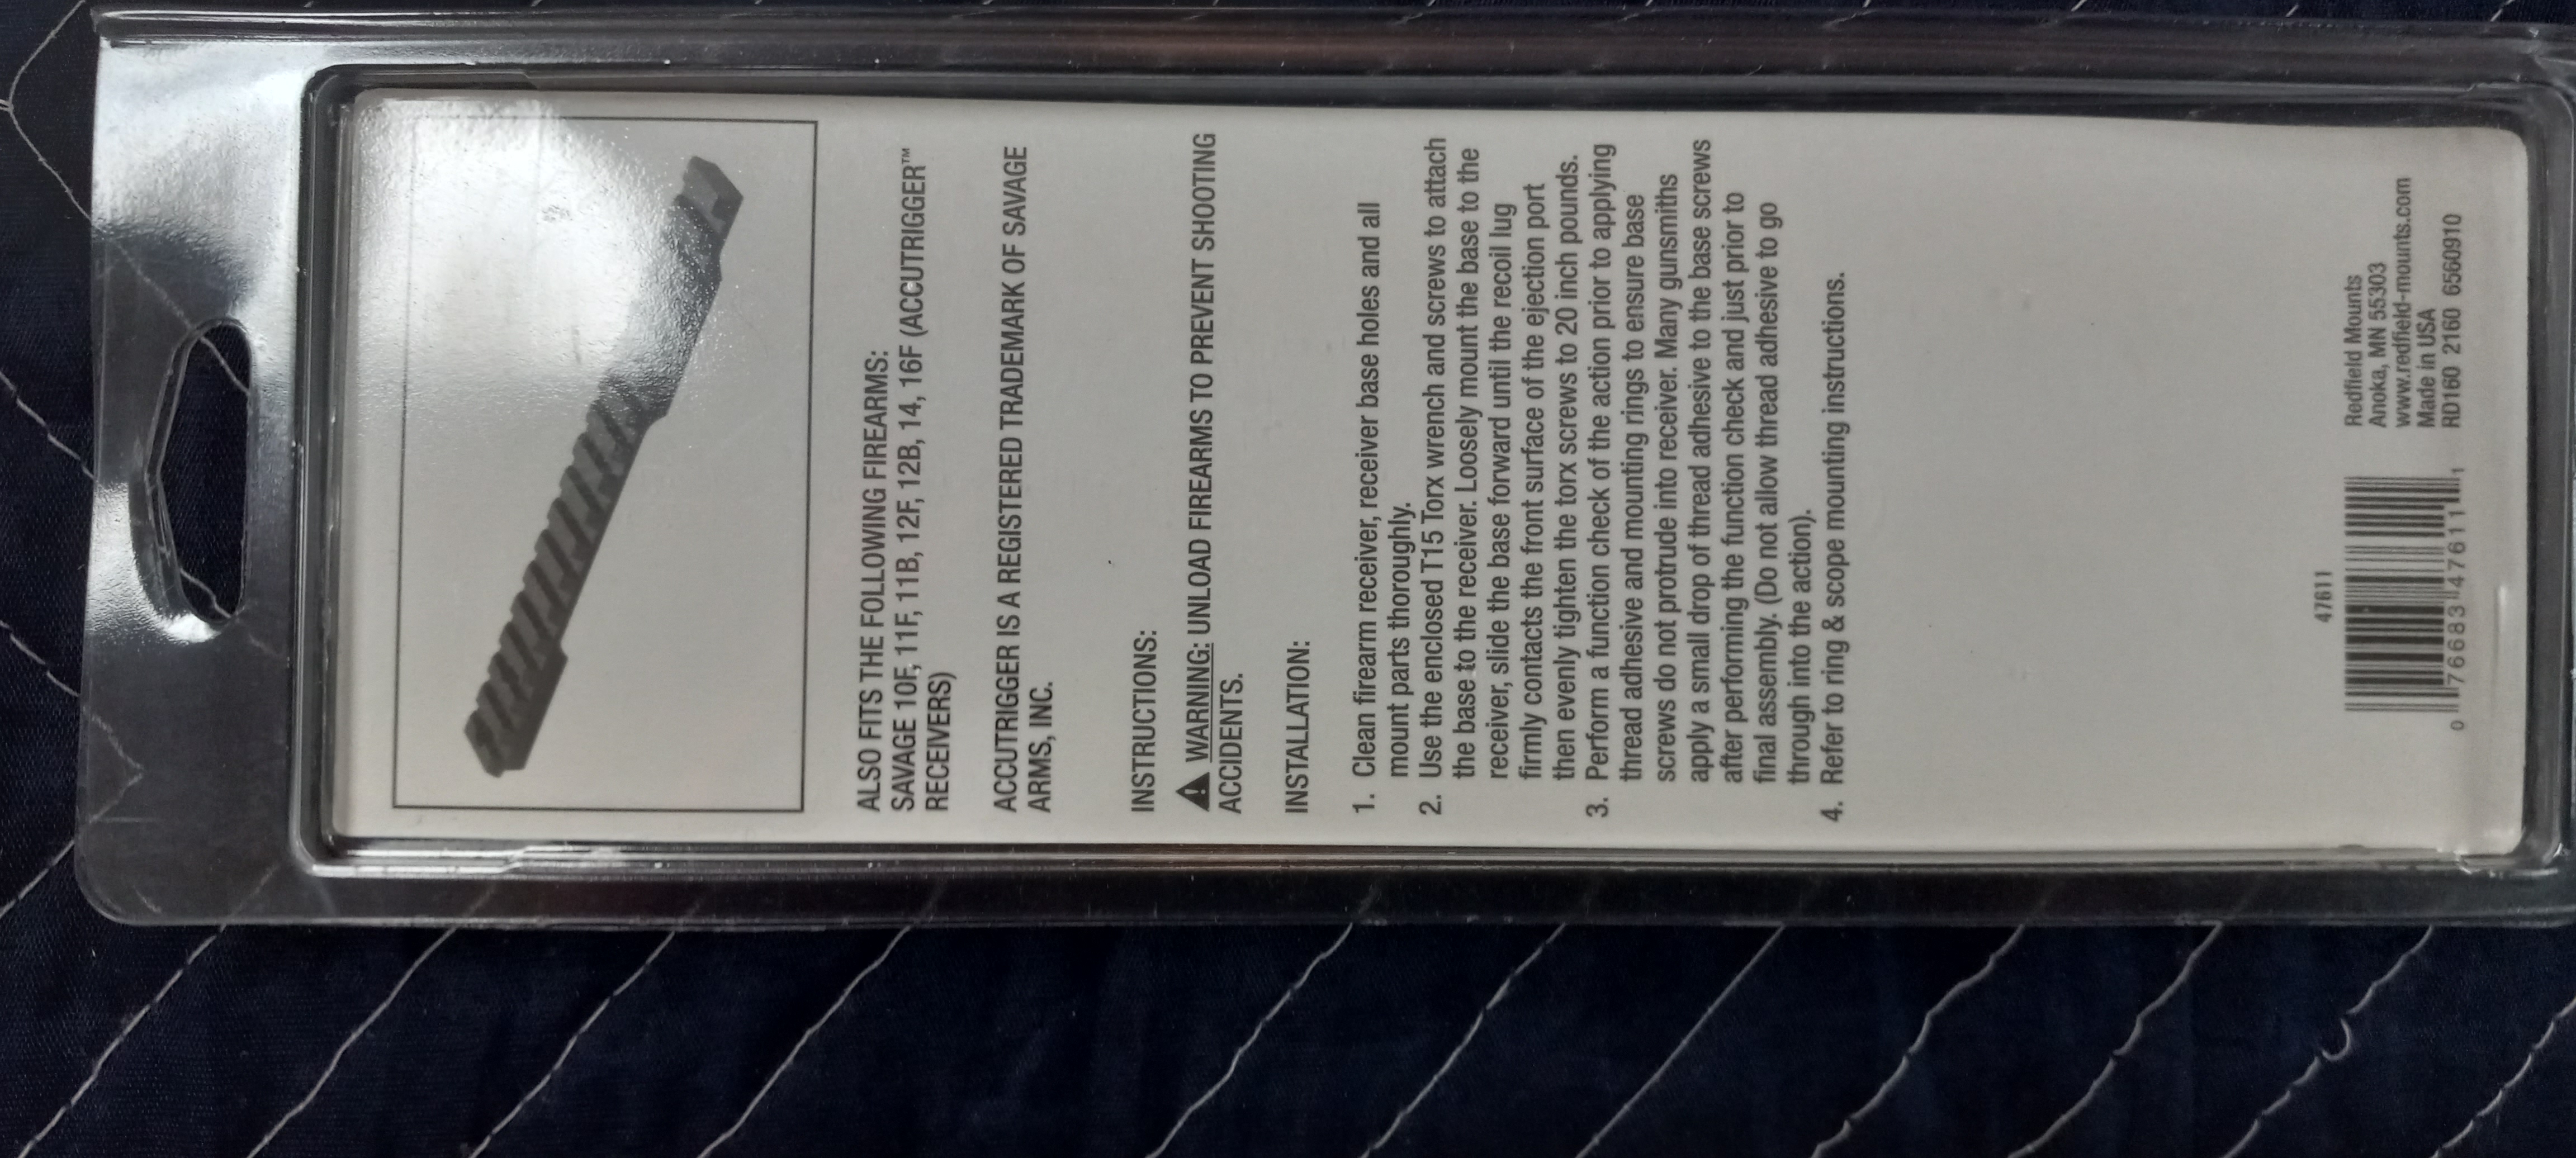 ALSO FITS THE FOLLOWING FIREARMS:
SAVAGE 10F, 11F, 11B, 12F, 12B, 14, 16F (ACCUTRIGGER™
RECEIVERS)
ACCUTRIGGER IS A REGISTERED TRADEMARK OF SAVAGE
ARMS, INC.
INSTRUCTIONS:
⚠ WARNING: UNLOAD FIREARMS TO PREVENT SHOOTING
ACCIDENTS.
INSTALLATION:
1. Clean firearm receiver, receiver base holes and all
mount parts thoroughly.
2. Use the enclosed T15 Torx wrench and screws to attach
the base to the receiver. Loosely mount the base to the
receiver, slide the base forward until the recoil lug
firmly contacts the front surface of the ejection port
then evenly tighten the torx screws to 20 inch pounds.
3. Perform a function check of the action prior to applying
thread adhesive and mounting rings to ensure base
screws do not protrude into receiver. Many gunsmiths
apply a small drop of thread adhesive to the base screws
after performing the function check and just prior to
final assembly. (Do not allow thread adhesive to go
through into the action).
4. Refer to ring & scope mounting instructions.
47611
0 76683 47611 1
Redfield Mounts
Anoka, MN 55303
www.redfield-mounts.com
Made in USA
RD160 2160 6560910